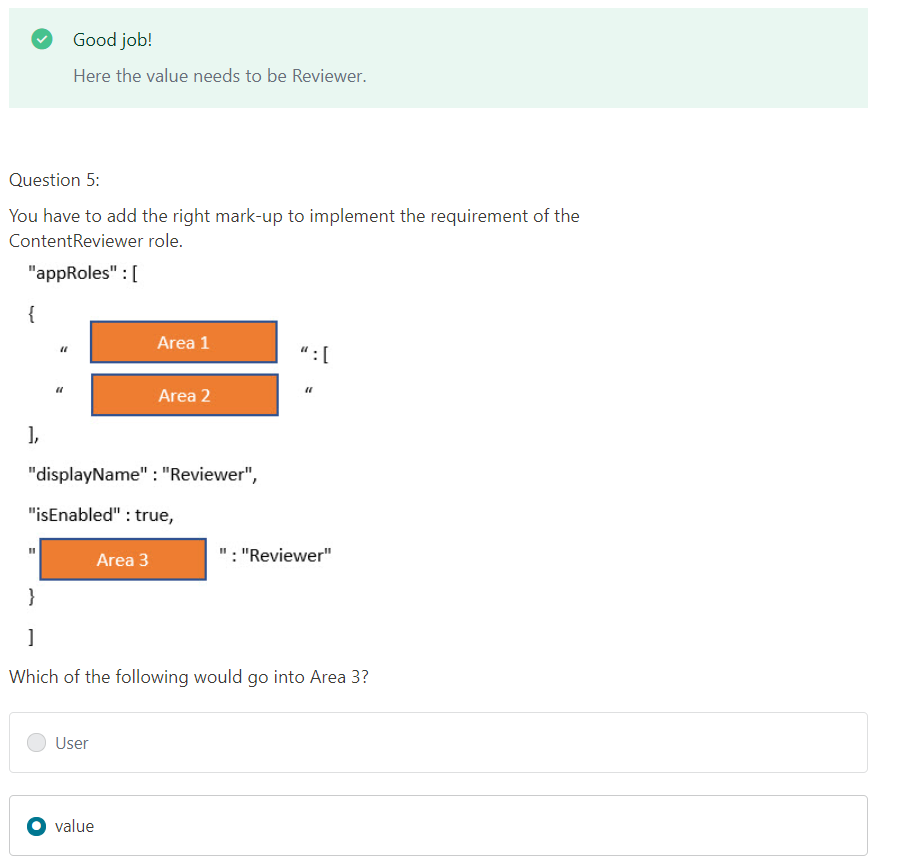 Good job!
Here the value needs to be Reviewer.
Question 5:
You have to add the right mark-up to implement the requirement of the
ContentReviewer role.
"appRoles" : [
{
“ Area 1 “ : [
“ Area 2 “
],
"displayName" : "Reviewer",
"isEnabled" : true,
" Area 3 " : "Reviewer"
}
]
Which of the following would go into Area 3?
User
value